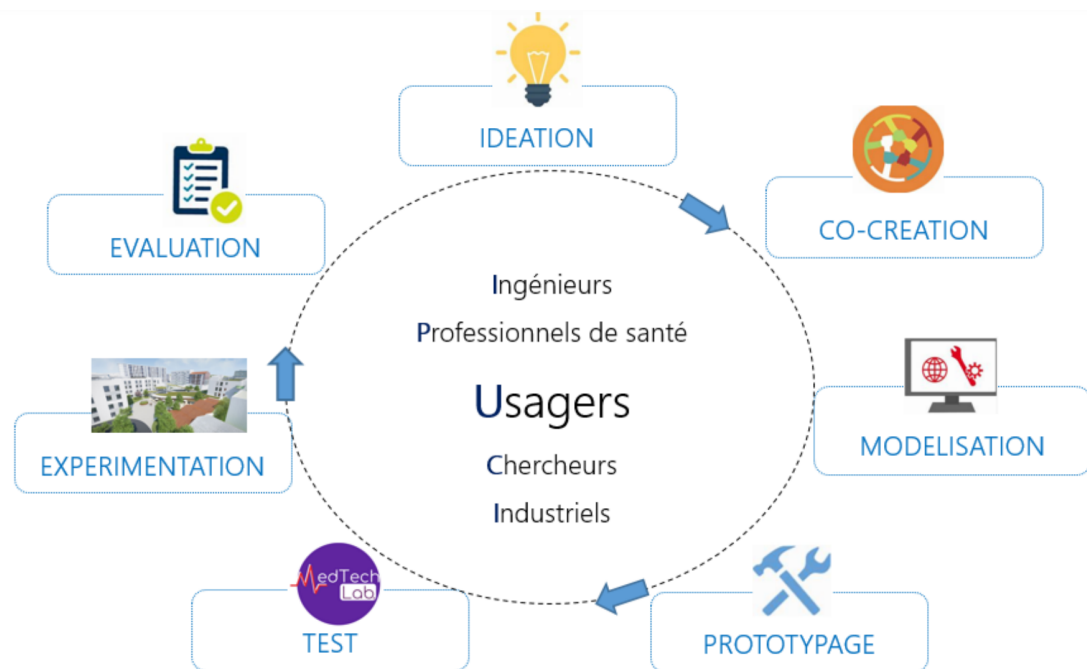 IDEATION
CO-CREATION
EVALUATION
Ingénieurs
Professionnels de santé
Usagers
Chercheurs
Industriels
MODELISATION
EXPERIMENTATION
MedTech
Lab
TEST
PROTOTYPAGE